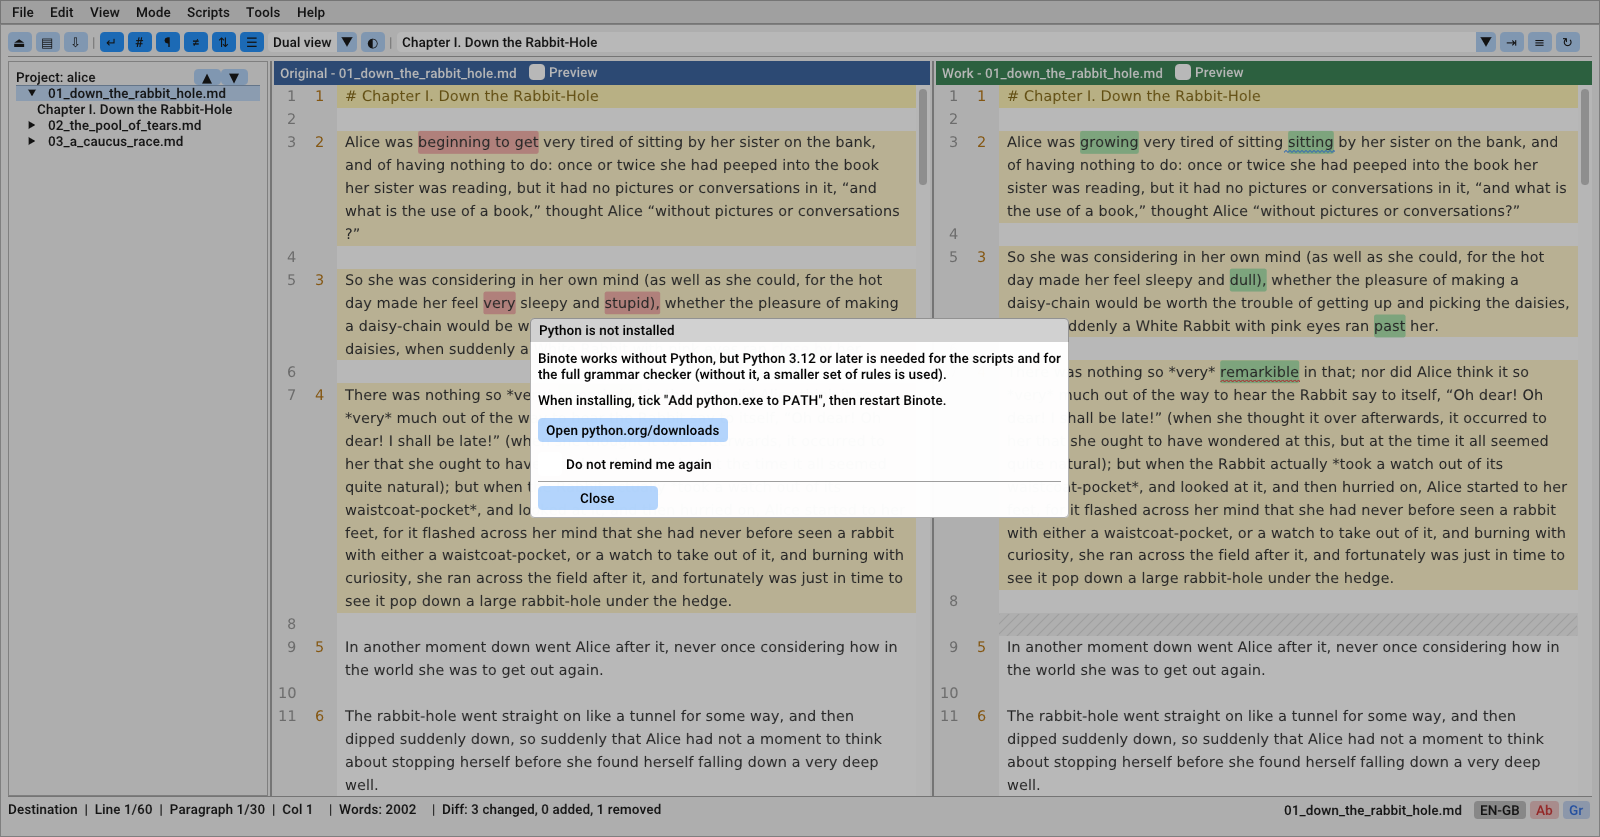 File Edit View Mode Scripts Tools Help
Dual view Chapter I. Down the Rabbit-Hole
Project: alice
01_down_the_rabbit_hole.md
Chapter I. Down the Rabbit-Hole
02_the_pool_of_tears.md
03_a_caucus_race.md
Original - 01_down_the_rabbit_hole.md Preview
1 1 # Chapter I. Down the Rabbit-Hole
2
3 2 Alice was beginning to get very tired of sitting by her sister on the bank,
and of having nothing to do: once or twice she had peeped into the book
her sister was reading, but it had no pictures or conversations in it, “and
what is the use of a book,” thought Alice “without pictures or conversations
?”
4
5 3 So she was considering in her own mind (as well as she could, for the hot
day made her feel very sleepy and stupid), whether the pleasure of making
a daisy-chain would be w
daisies, when suddenly a
6
7 4 There was nothing so *ve
*very* much out of the w
dear! I shall be late!” (wh
her that she ought to hav
quite natural); but when t
waistcoat-pocket*, and lo
feet, for it flashed across her mind that she had never before seen a rabbit
with either a waistcoat-pocket, or a watch to take out of it, and burning with
curiosity, she ran across the field after it, and fortunately was just in time to
see it pop down a large rabbit-hole under the hedge.
8
9 5 In another moment down went Alice after it, never once considering how in
the world she was to get out again.
10
11 6 The rabbit-hole went straight on like a tunnel for some way, and then
dipped suddenly down, so suddenly that Alice had not a moment to think
about stopping herself before she found herself falling down a very deep
well.
Work - 01_down_the_rabbit_hole.md Preview
1 1 # Chapter I. Down the Rabbit-Hole
2
3 2 Alice was growing very tired of sitting sitting by her sister on the bank, and
of having nothing to do: once or twice she had peeped into the book her
sister was reading, but it had no pictures or conversations in it, “and what is
the use of a book,” thought Alice “without pictures or conversations?”
4
5 3 So she was considering in her own mind (as well as she could, for the hot
day made her feel sleepy and dull), whether the pleasure of making a
daisy-chain would be worth the trouble of getting up and picking the daisies,
ddenly a White Rabbit with pink eyes ran past her.
as nothing so *very* remarkible in that; nor did Alice think it so
uch out of the way to hear the Rabbit say to itself, “Oh dear! Oh
hall be late!” (when she thought it over afterwards, it occurred to
she ought to have wondered at this, but at the time it all seemed
tural); but when the Rabbit actually *took a watch out of its
t-pocket*, and looked at it, and then hurried on, Alice started to her
it flashed across her mind that she had never before seen a rabbit
with either a waistcoat-pocket, or a watch to take out of it, and burning with
curiosity, she ran across the field after it, and fortunately was just in time to
see it pop down a large rabbit-hole under the hedge.
8
9 5 In another moment down went Alice after it, never once considering how in
the world she was to get out again.
10
11 6 The rabbit-hole went straight on like a tunnel for some way, and then
dipped suddenly down, so suddenly that Alice had not a moment to think
about stopping herself before she found herself falling down a very deep
well.
Python is not installed
Binote works without Python, but Python 3.12 or later is needed for the scripts and for
the full grammar checker (without it, a smaller set of rules is used).
When installing, tick "Add python.exe to PATH", then restart Binote.
Open python.org/downloads
Do not remind me again
Close
Destination | Line 1/60 | Paragraph 1/30 | Col 1 | Words: 2002 | Diff: 3 changed, 0 added, 1 removed 01_down_the_rabbit_hole.md EN-GB Ab Gr